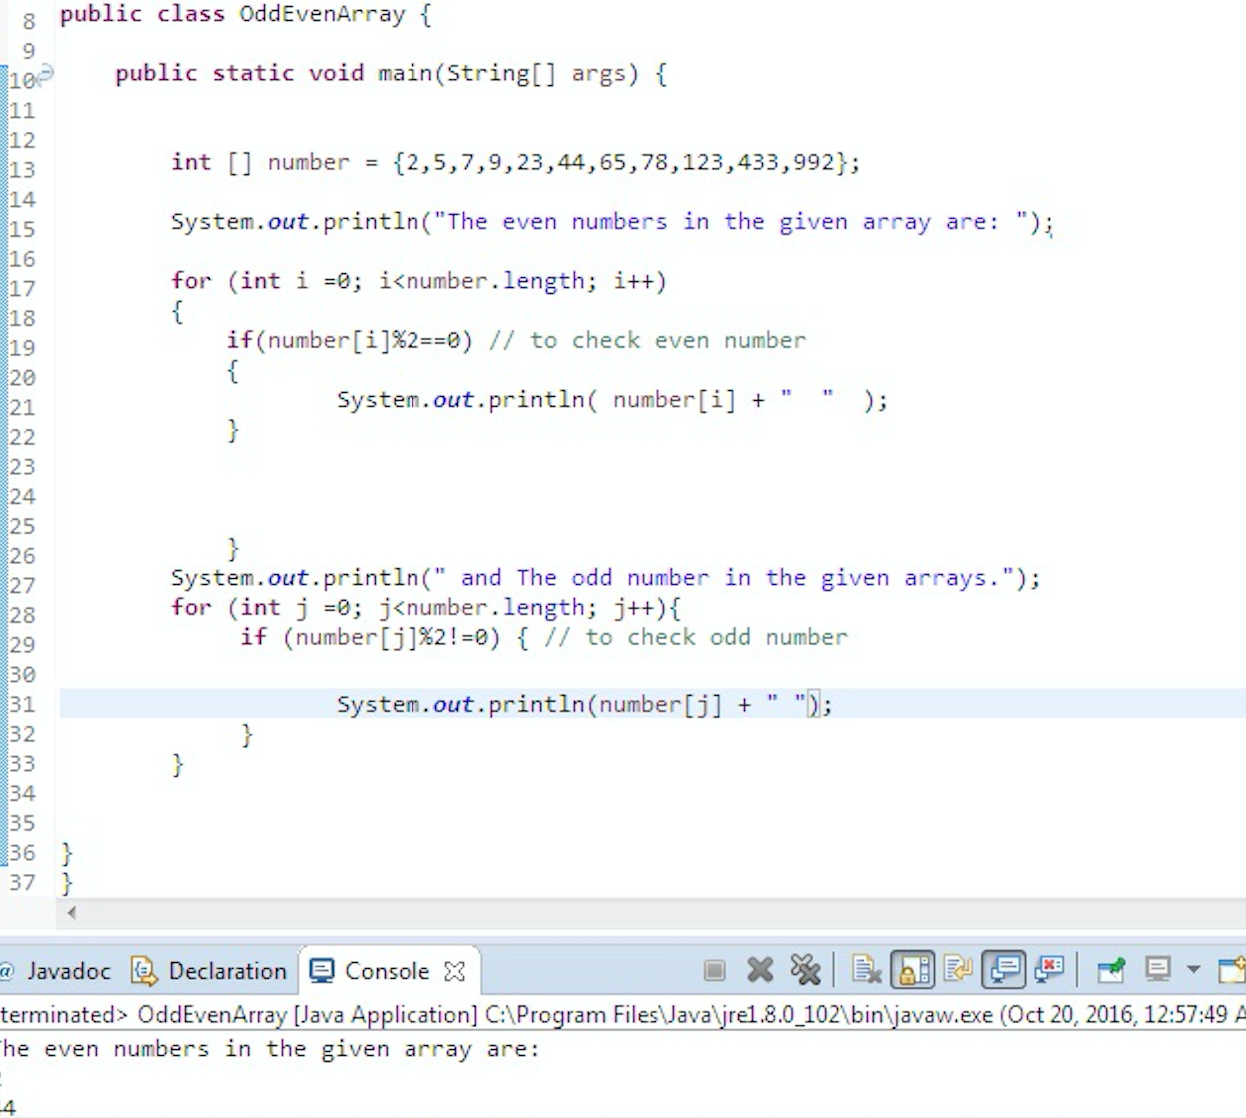 8 public class OddEvenArray {
9
10 public static void main(String[] args) {
11
12
13 int [] number = {2,5,7,9,23,44,65,78,123,433,992};
14
15 System.out.println("The even numbers in the given array are: ");
16
17 for (int i =0; i<number.length; i++)
18 {
19 if(number[i]%2==0) // to check even number
20 {
21 System.out.println( number[i] + "  "  );
22 }
23
24
25
26 }
27 System.out.println(" and The odd number in the given arrays.");
28 for (int j =0; j<number.length; j++){
29 if (number[j]%2!=0) { // to check odd number
30
31 System.out.println(number[j] + " ");
32 }
33 }
34
35
36 }
37 }
@ Javadoc Declaration Console
terminated> OddEvenArray [Java Application] C:\Program Files\Java\jre1.8.0_102\bin\javaw.exe (Oct 20, 2016, 12:57:49 A
he even numbers in the given array are:
44